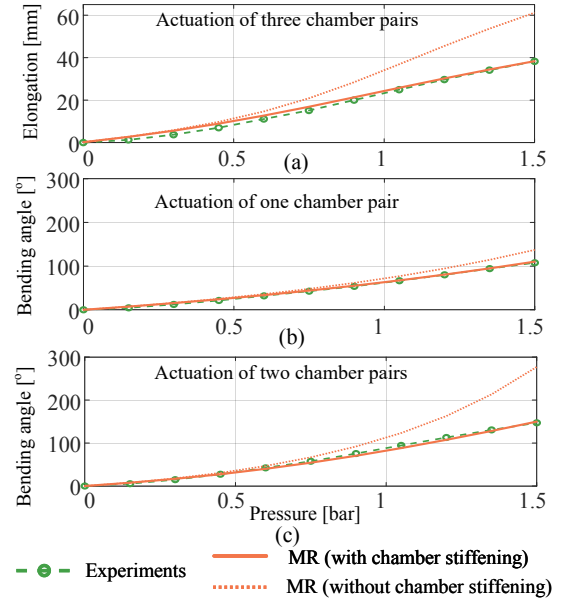 Actuation of three chamber pairs
Elongation [mm]
60
40
20
0
0
0.5
1
1.5
(a)
Actuation of one chamber pair
Bending angle [°]
300
200
100
0
0
0.5
1
1.5
(b)
Actuation of two chamber pairs
Bending angle [°]
300
200
100
0
0
0.5
1
1.5
Pressure [bar]
(c)
Experiments
MR (with chamber stiffening)
MR (without chamber stiffening)